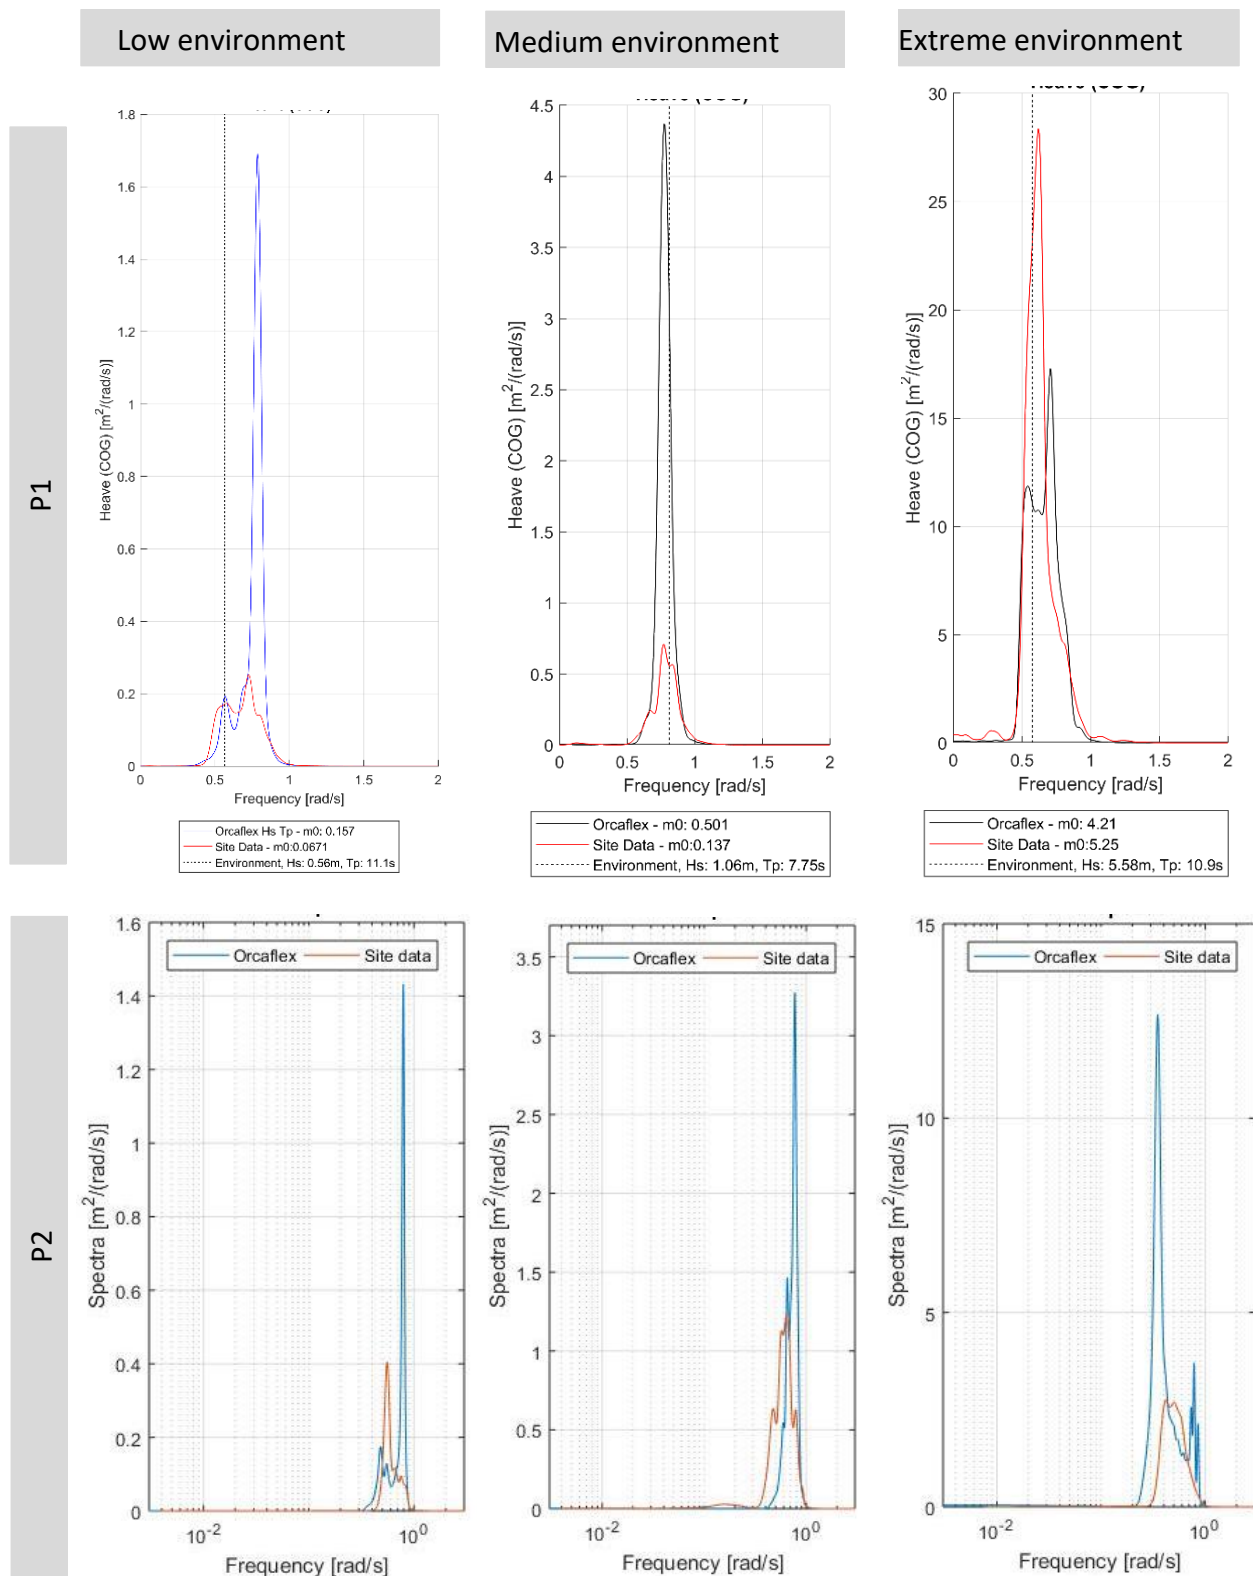 Low environment
Medium environment
Extreme environment
P1
1.8
1.6
1.4
1.2
1
0.8
0.6
0.4
0.2
0
Heave (COG) [m²/(rad/s)]
0 0.5 1 1.5 2
Frequency [rad/s]
Orcaflex Hs Tp - m0: 0.157
Site Data - m0:0.0671
Environment, Hs: 0.56m, Tp: 11.1s
Heave (COG)
4.5
4
3.5
3
2.5
2
1.5
1
0.5
0
Heave (COG) [m²/(rad/s)]
0 0.5 1 1.5 2
Frequency [rad/s]
Orcaflex - m0: 0.501
Site Data - m0:0.137
Environment, Hs: 1.06m, Tp: 7.75s
Heave (COG)
30
25
20
15
10
5
0
Heave (COG) [m²/(rad/s)]
0 0.5 1 1.5 2
Frequency [rad/s]
Orcaflex - m0: 4.21
Site Data - m0:5.25
Environment, Hs: 5.58m, Tp: 10.9s
P2
1.6
1.4
1.2
1
0.8
0.6
0.4
0.2
0
Spectra [m²/(rad/s)]
Orcaflex Site data
10⁻² 10⁰
Frequency [rad/s]
3.5
3
2.5
2
1.5
1
0.5
0
Spectra [m²/(rad/s)]
Orcaflex Site data
10⁻² 10⁰
Frequency [rad/s]
15
10
5
0
Spectra [m²/(rad/s)]
Orcaflex Site data
10⁻² 10⁰
Frequency [rad/s]